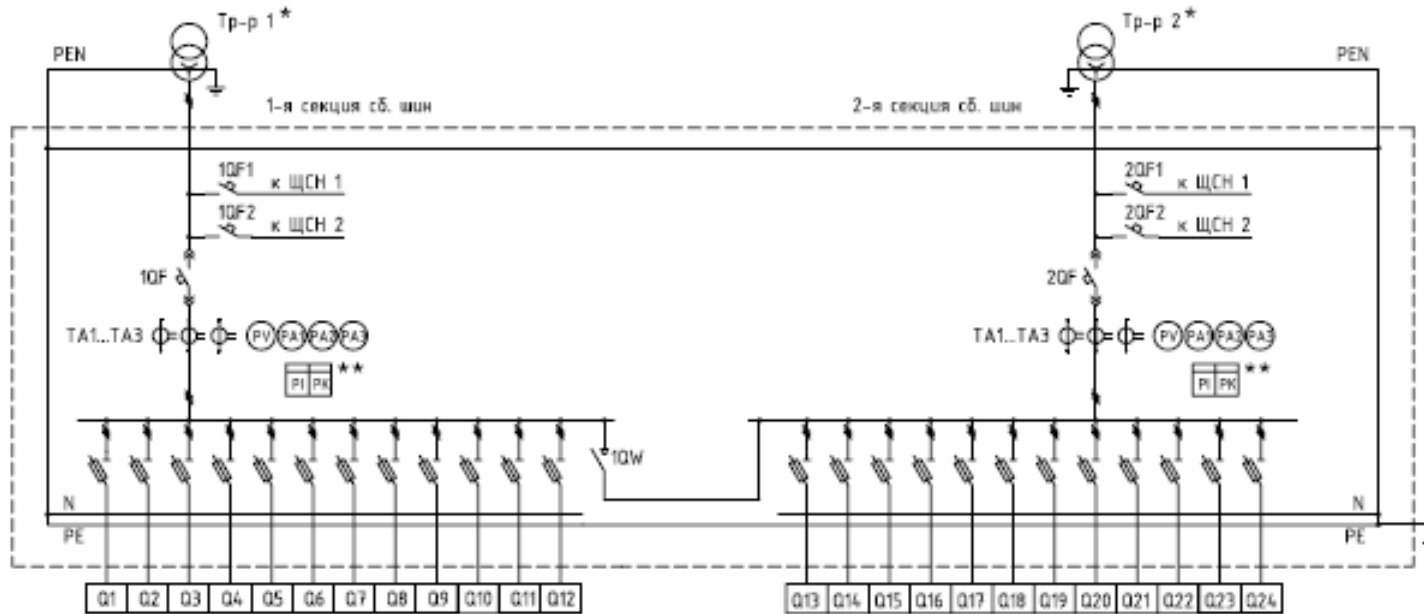 Тр-р 1* Тр-р 2*
PEN PEN
1-я секция сб. шин 2-я секция сб. шин
1QF1 к ЩСН 1 2QF1 к ЩСН 1
1QF2 к ЩСН 2 2QF2 к ЩСН 2
1QF 2QF
TA1...TA3 PV PA1 PA2 PA3 TA1...TA3 PV PA1 PA2 PA3
PI PK ** PI PK **
1QW
N N
PE PE
Q1 Q2 Q3 Q4 Q5 Q6 Q7 Q8 Q9 Q10 Q11 Q12 Q13 Q14 Q15 Q16 Q17 Q18 Q19 Q20 Q21 Q22 Q23 Q24